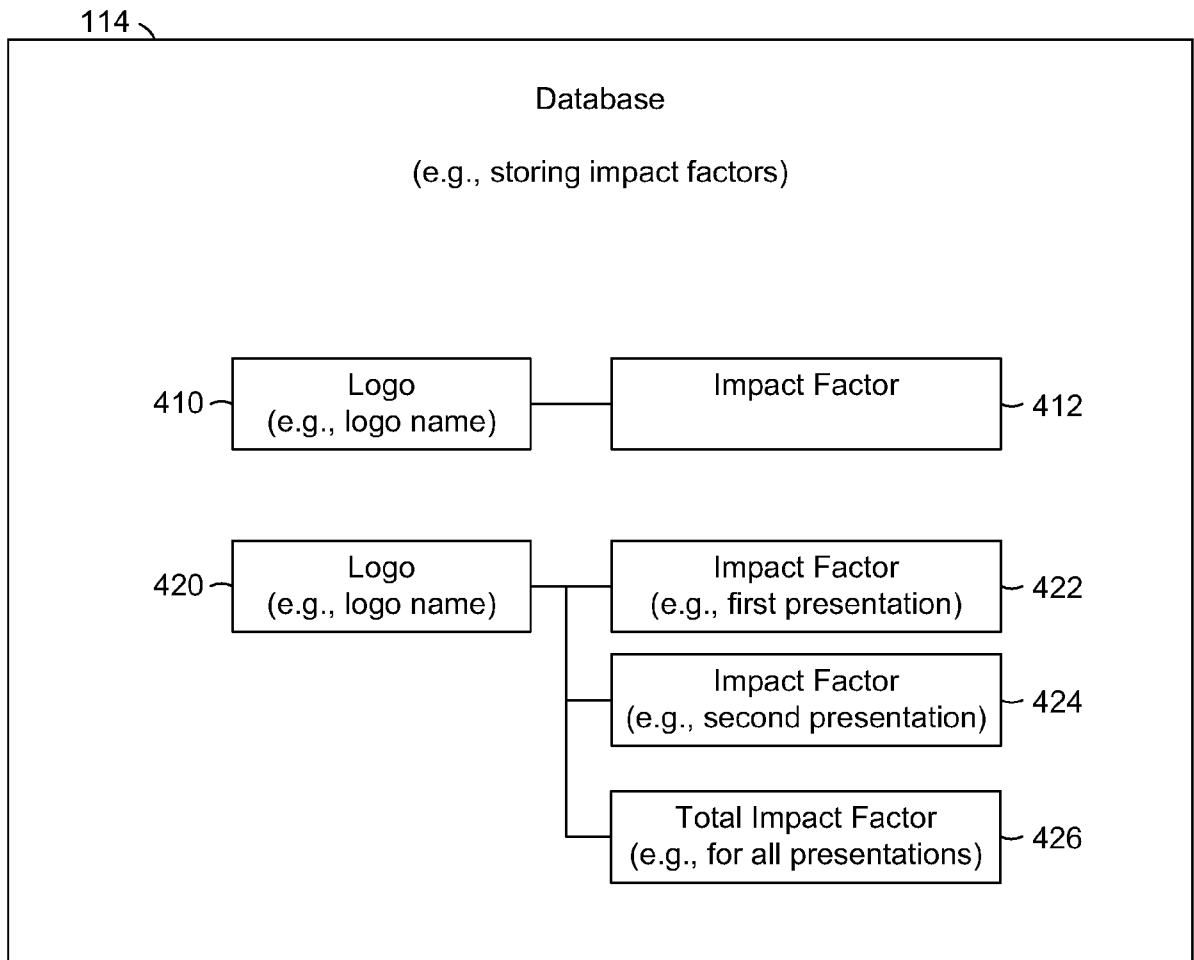 114
Database
(e.g., storing impact factors)
410
Logo
(e.g., logo name)
Impact Factor
412
420
Logo
(e.g., logo name)
Impact Factor
(e.g., first presentation)
422
Impact Factor
(e.g., second presentation)
424
Total Impact Factor
(e.g., for all presentations)
426